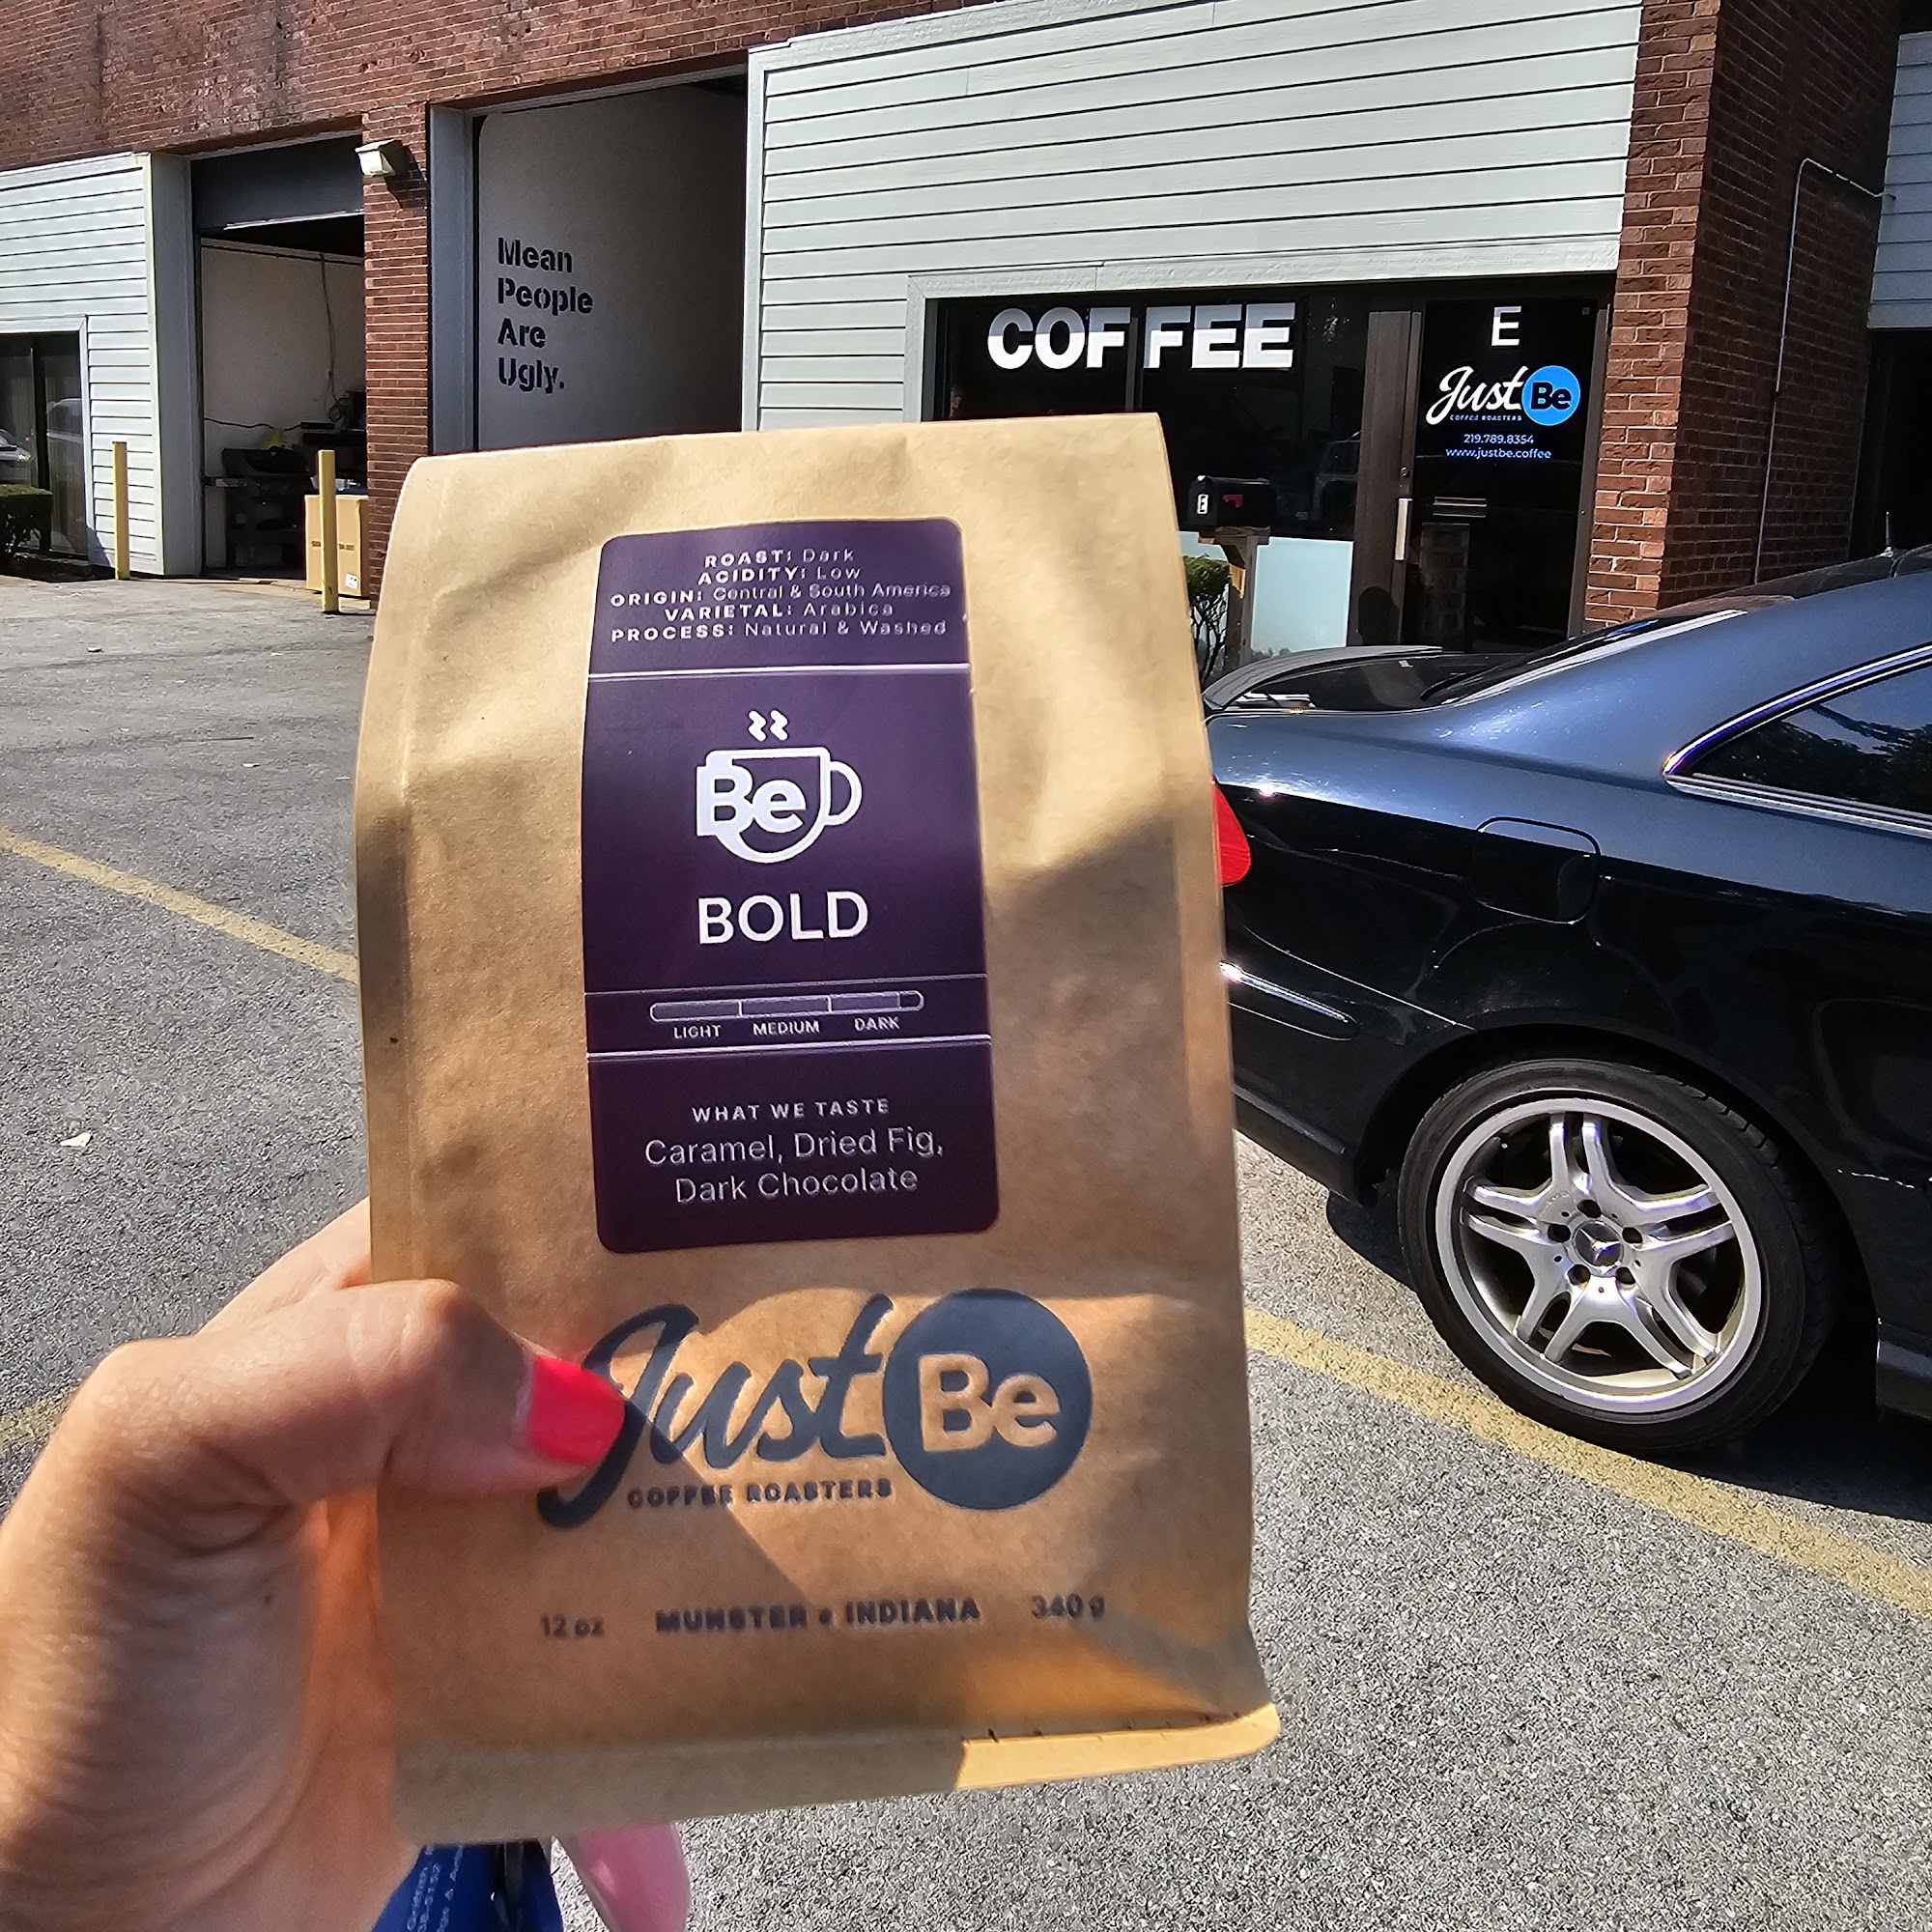 Mean
People
Are
Ugly.
COFFEE
E
Just Be
COFFEE ROASTERS
219.789.8354
www.justbe.coffee
ROAST: Dark
ACIDITY: Low
ORIGIN: Central & South America
VARIETAL: Arabica
PROCESS: Natural & Washed
Be
BOLD
LIGHT MEDIUM DARK
WHAT WE TASTE
Caramel, Dried Fig,
Dark Chocolate
Just Be
COFFEE ROASTERS
12 oz MUNSTER • INDIANA 340 g